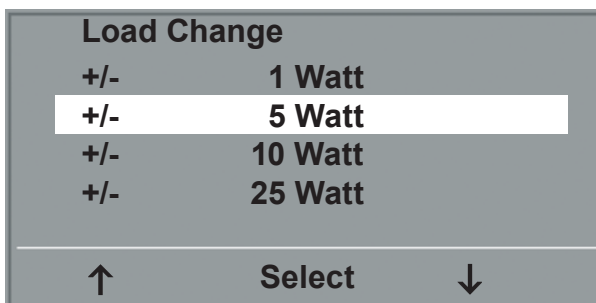 Load Change
+/- 1 Watt
+/- 5 Watt
+/- 10 Watt
+/- 25 Watt
↑ Select ↓